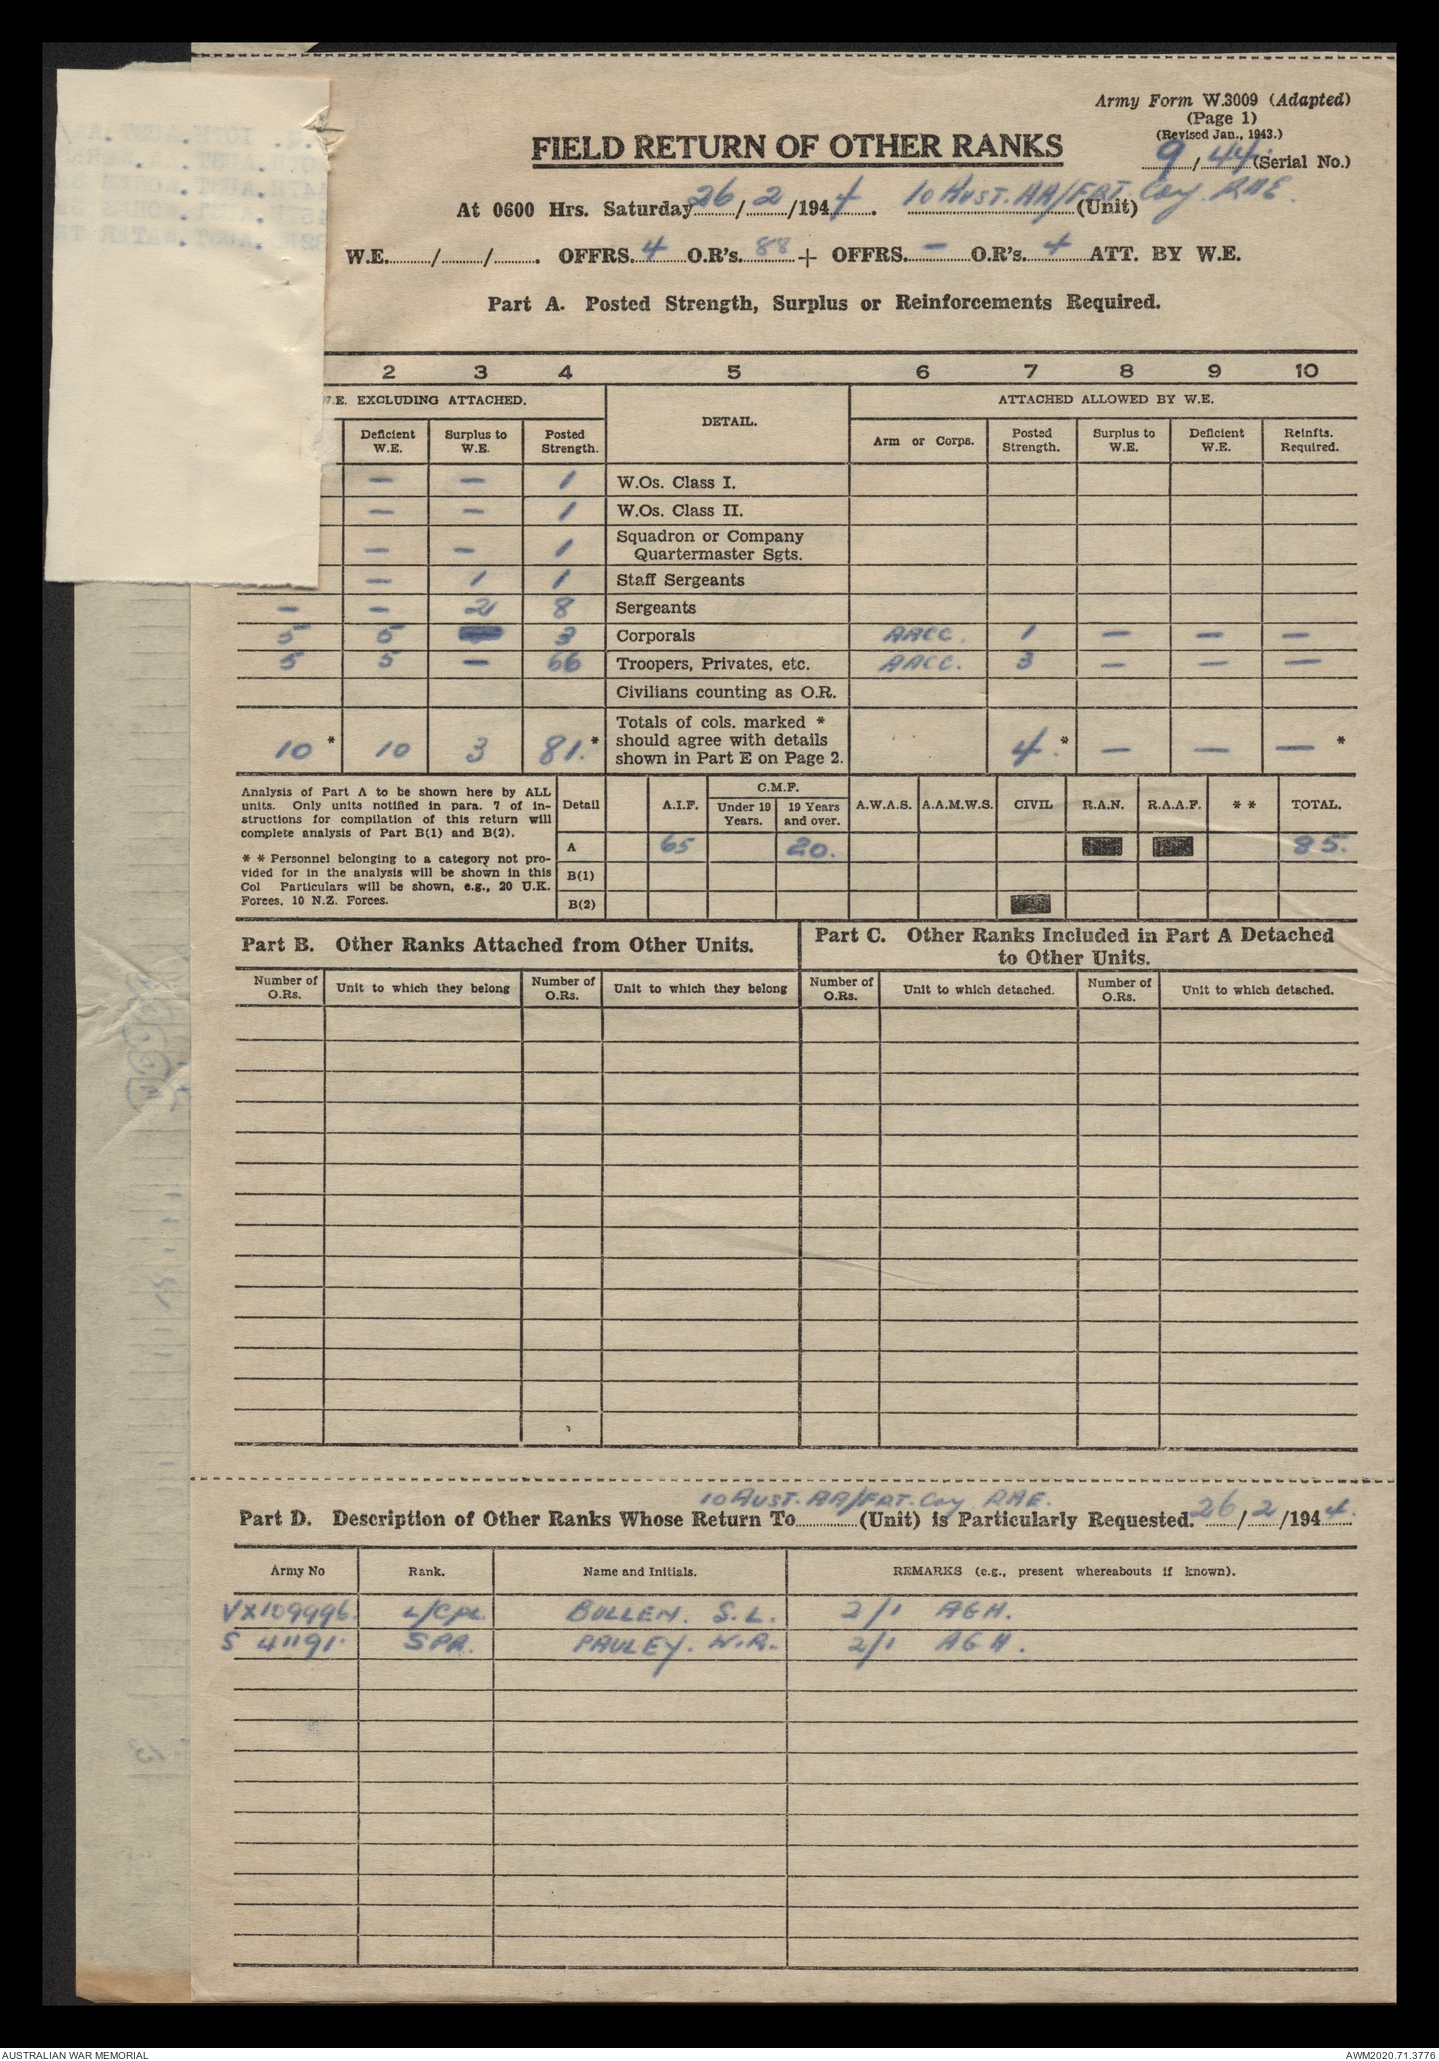 Army Form W.3009 (Adapted)
(Page 1)
(Revised Jan., 1943.)
FIELD RETURN OF OTHER RANKS
9/44. (Serial No.)
At 0600 Hrs. Saturday 26/2/1944. 10 Aust. AA/FRT. Coy RAE. (Unit)
W.E. / / . OFFRS. 4 O.R's. 88 + OFFRS. — O.R's. 4 ATT. BY W.E.
Part A. Posted Strength, Surplus or Reinforcements Required.
2 3 4 5 6 7 8 9 10
W.E. EXCLUDING ATTACHED. DETAIL. ATTACHED ALLOWED BY W.E.
Deficient W.E. Surplus to W.E. Posted Strength. Arm or Corps. Posted Strength. Surplus to W.E. Deficient W.E. Reinfts. Required.
— — 1 W.Os. Class I.
— — 1 W.Os. Class II.
— — 1 Squadron or Company Quartermaster Sgts.
— 1 1 Staff Sergeants
— — 2 8 Sergeants
5 5 3 Corporals AACC. 1 — — —
5 5 — 66 Troopers, Privates, etc. AACC. 3 — — —
Civilians counting as O.R.
10 * 10 3 81. * Totals of cols. marked * should agree with details shown in Part E on Page 2. 4. * — — — *
Analysis of Part A to be shown here by ALL
units. Only units notified in para. 7 of in-
structions for compilation of this return will
complete analysis of Part B(1) and B(2).
* * Personnel belonging to a category not pro-
vided for in the analysis will be shown in this
Col Particulars will be shown, e.g., 20 U.K.
Forces, 10 N.Z. Forces.
Detail A.I.F. C.M.F. Under 19 Years. 19 Years and over. A.W.A.S. A.A.M.W.S. CIVIL R.A.N. R.A.A.F. * * TOTAL.
A 65 20. 85.
B(1)
B(2)
Part B. Other Ranks Attached from Other Units.
Part C. Other Ranks Included in Part A Detached
to Other Units.
Number of O.Rs. Unit to which they belong Number of O.Rs. Unit to which they belong Number of O.Rs. Unit to which detached. Number of O.Rs. Unit to which detached.
10 Aust. AA/FRT. Coy RAE.
Part D. Description of Other Ranks Whose Return To (Unit) is Particularly Requested. 26/2/1944.
Army No Rank. Name and Initials. REMARKS (e.g., present whereabouts if known).
VX109996. L/CPL. BULLEN. S.L. 2/1 AGH.
S 41191. SPR. PAULEY. W.R. 2/1 AGH.
AUSTRALIAN WAR MEMORIAL AWM2020.71.3776